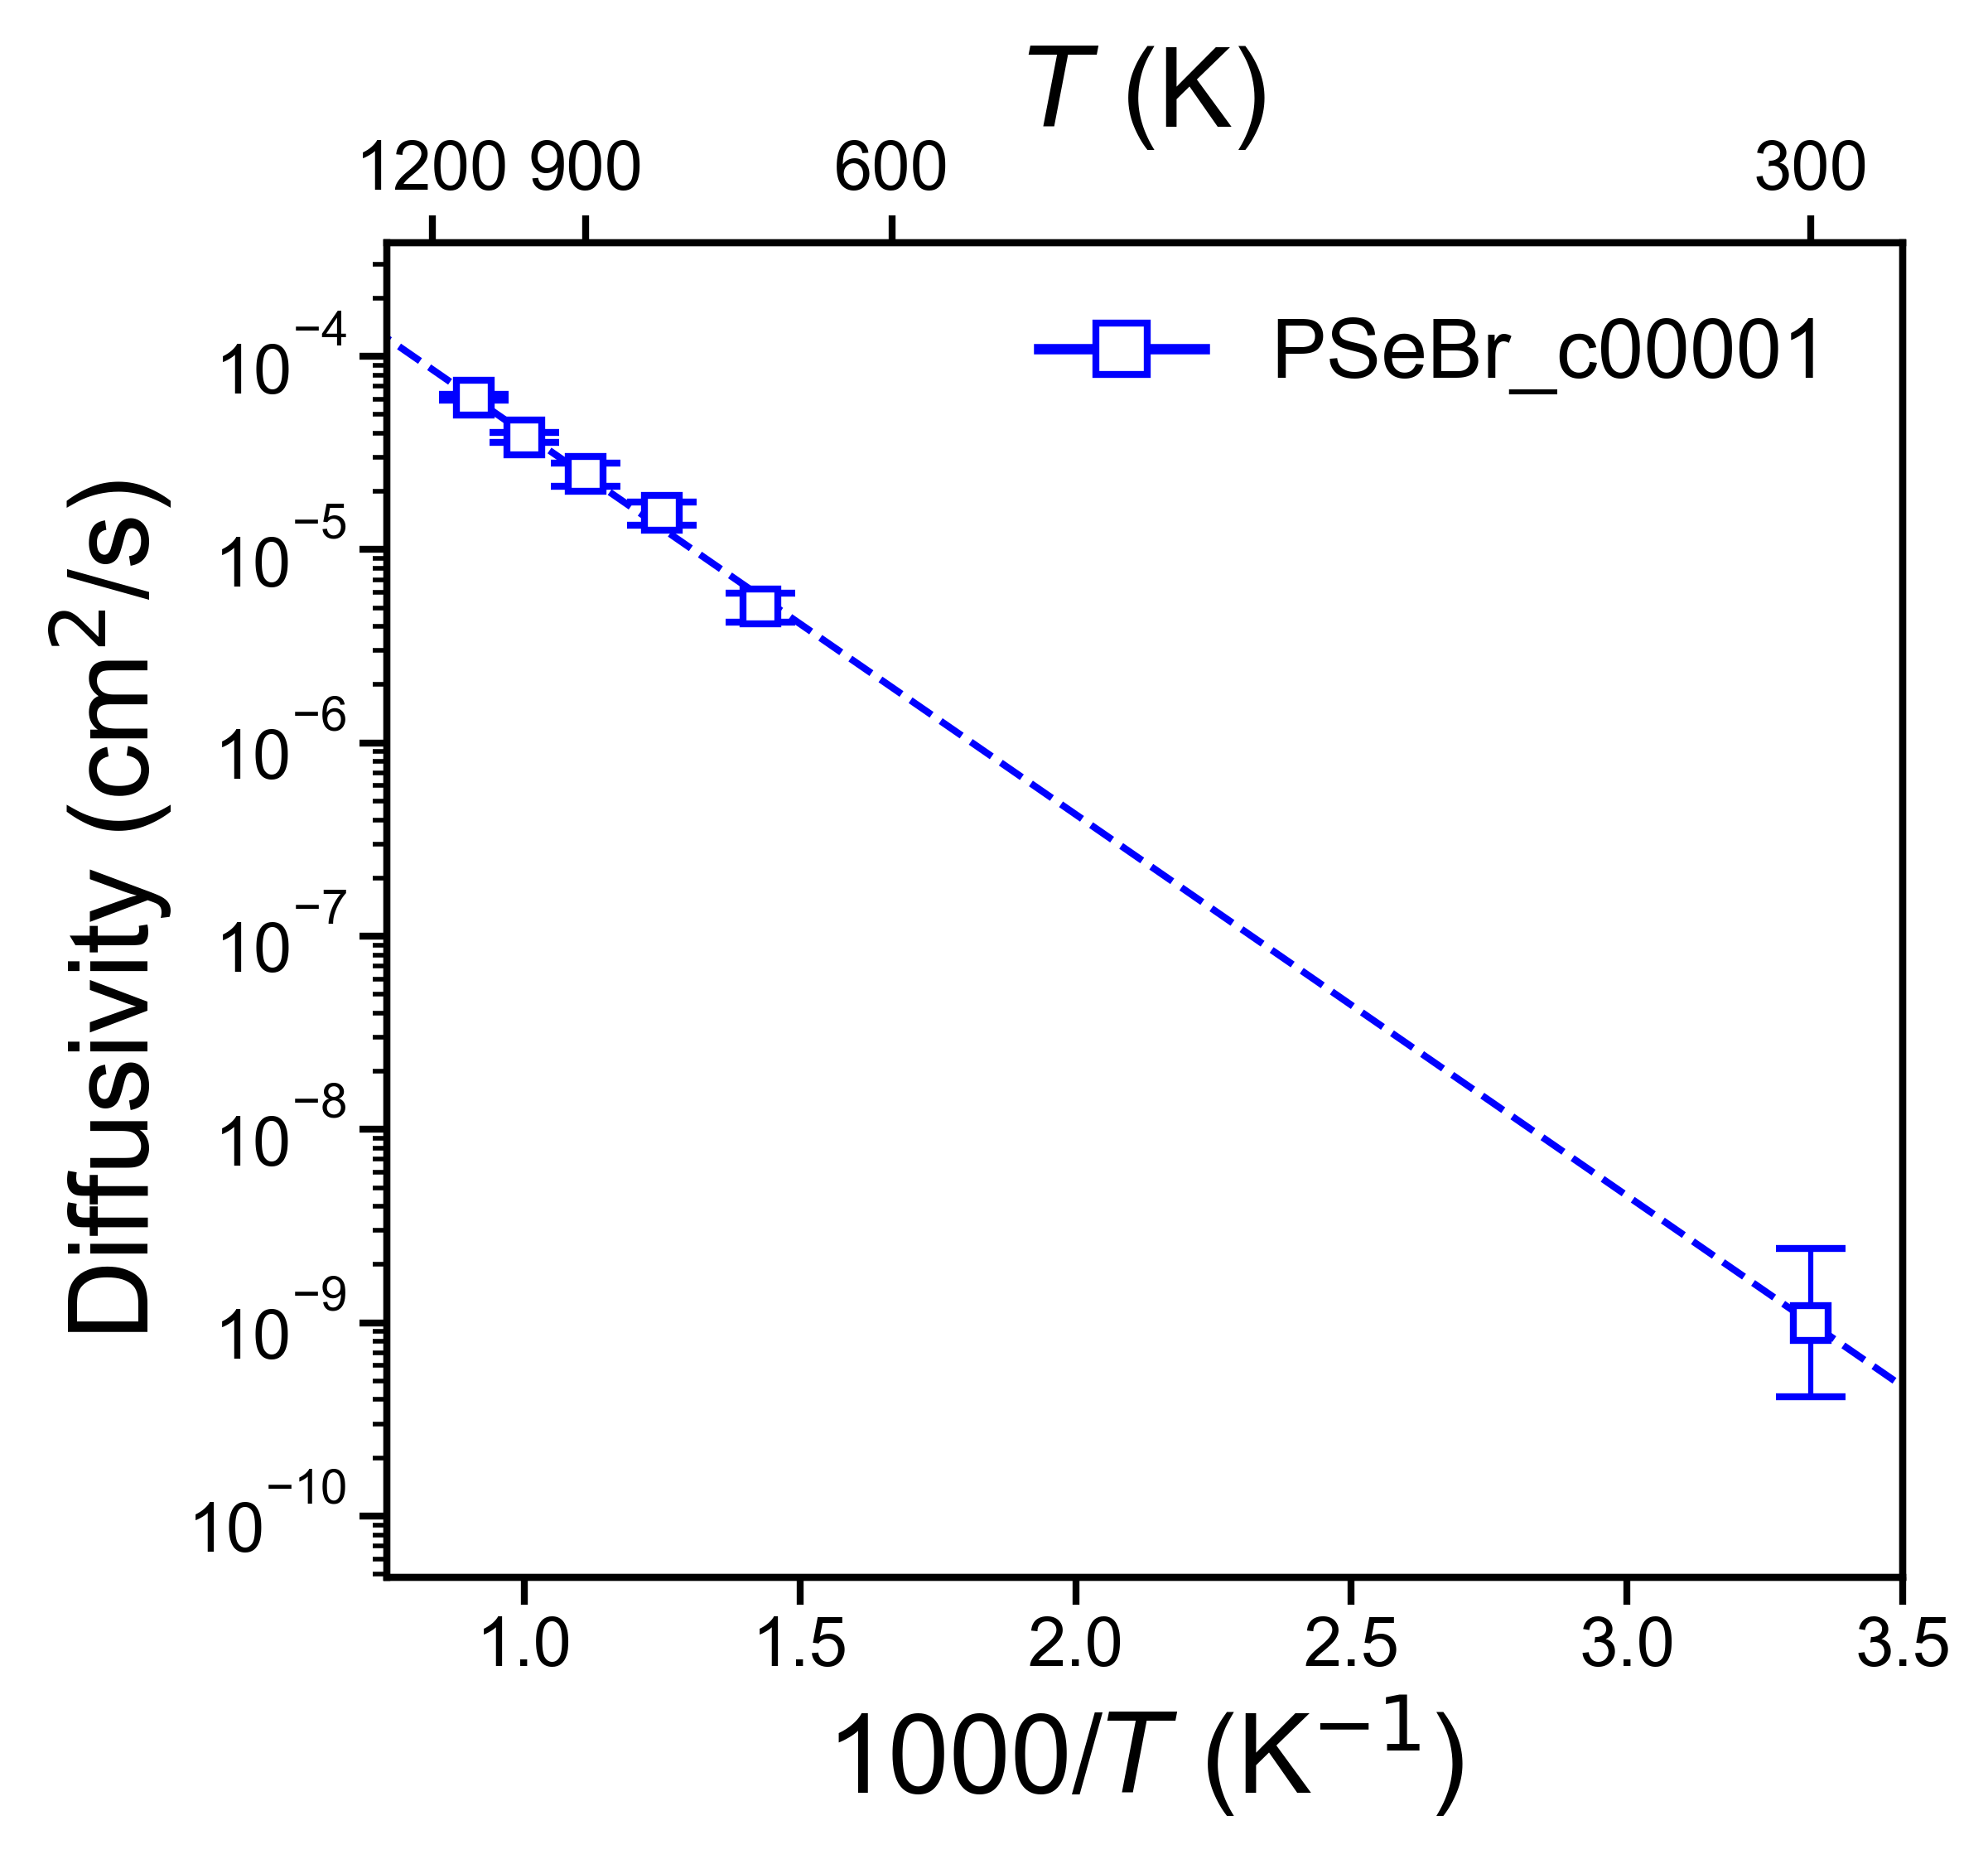 T (K)
1200 900 600 300
PSeBr_c00001
10⁻⁴
10⁻⁵
10⁻⁶
10⁻⁷
10⁻⁸
10⁻⁹
10⁻¹⁰
Diffusivity (cm²/s)
1.0 1.5 2.0 2.5 3.0 3.5
1000/T (K⁻¹)